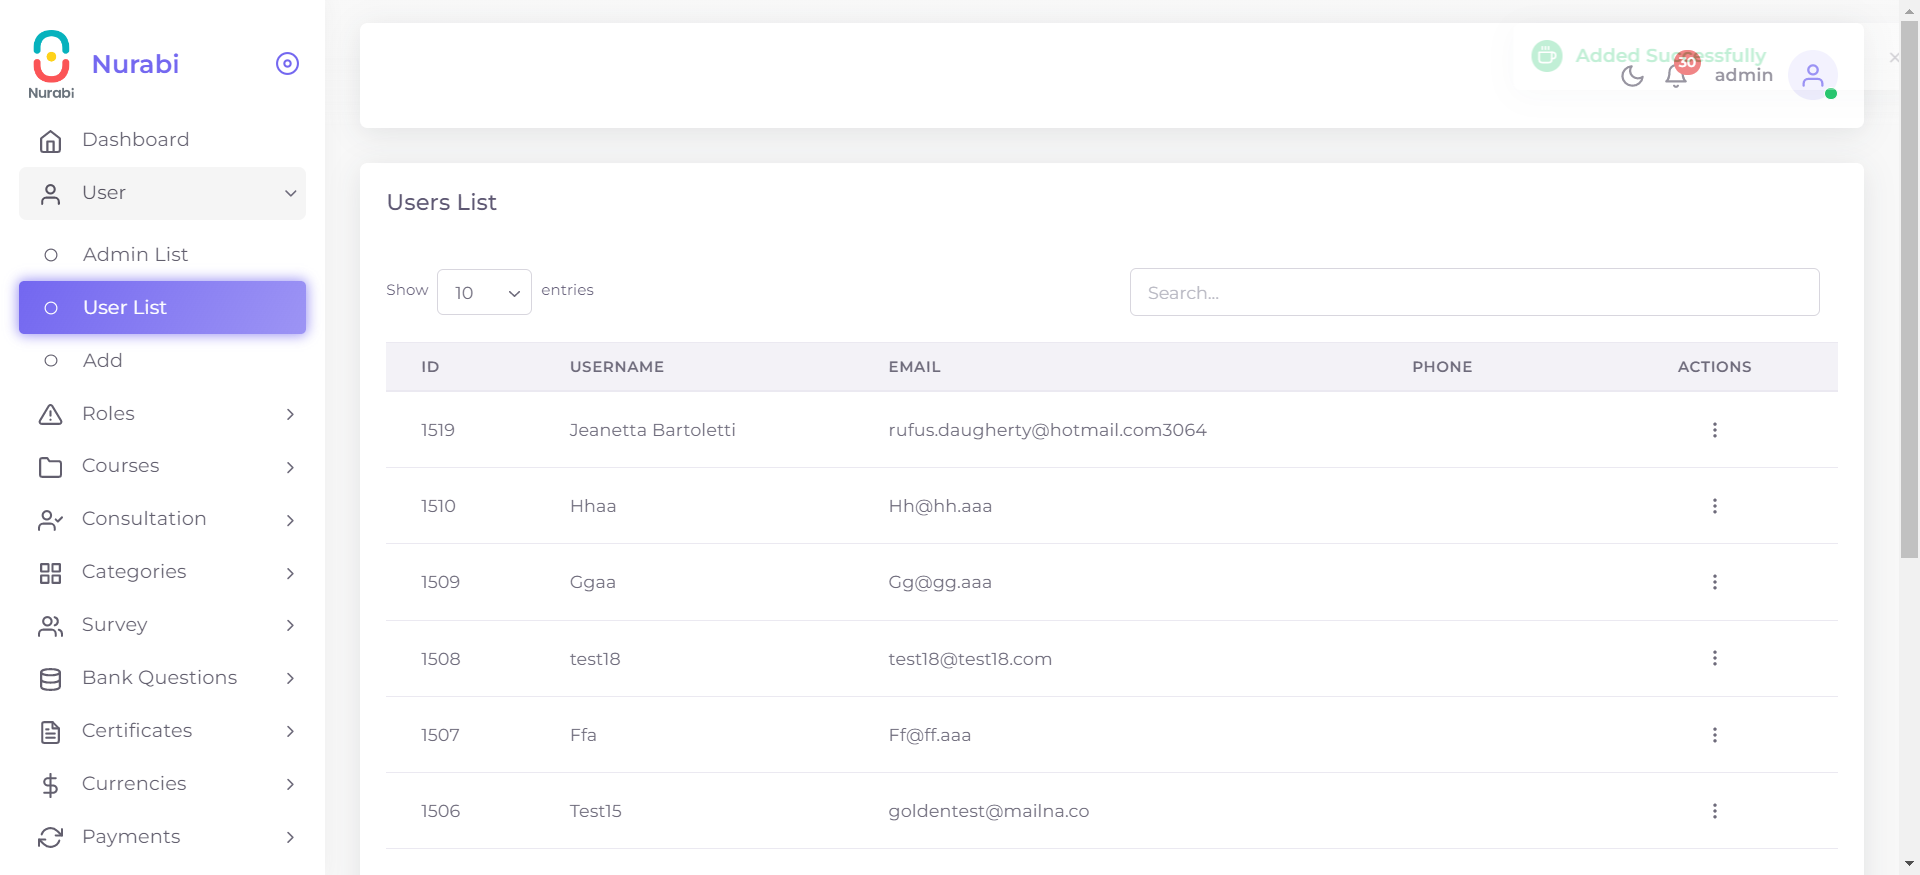 Nurabi
Nurabi
Dashboard
User
Admin List
User List
Add
Roles
Courses
Consultation
Categories
Survey
Bank Questions
Certificates
Currencies
Payments
Added Successfully
30
admin
Users List
Show 10 entries
Search...
ID USERNAME EMAIL PHONE ACTIONS
1519 Jeanetta Bartoletti rufus.daugherty@hotmail.com3064
1510 Hhaa Hh@hh.aaa
1509 Ggaa Gg@gg.aaa
1508 test18 test18@test18.com
1507 Ffa Ff@ff.aaa
1506 Test15 goldentest@mailna.co